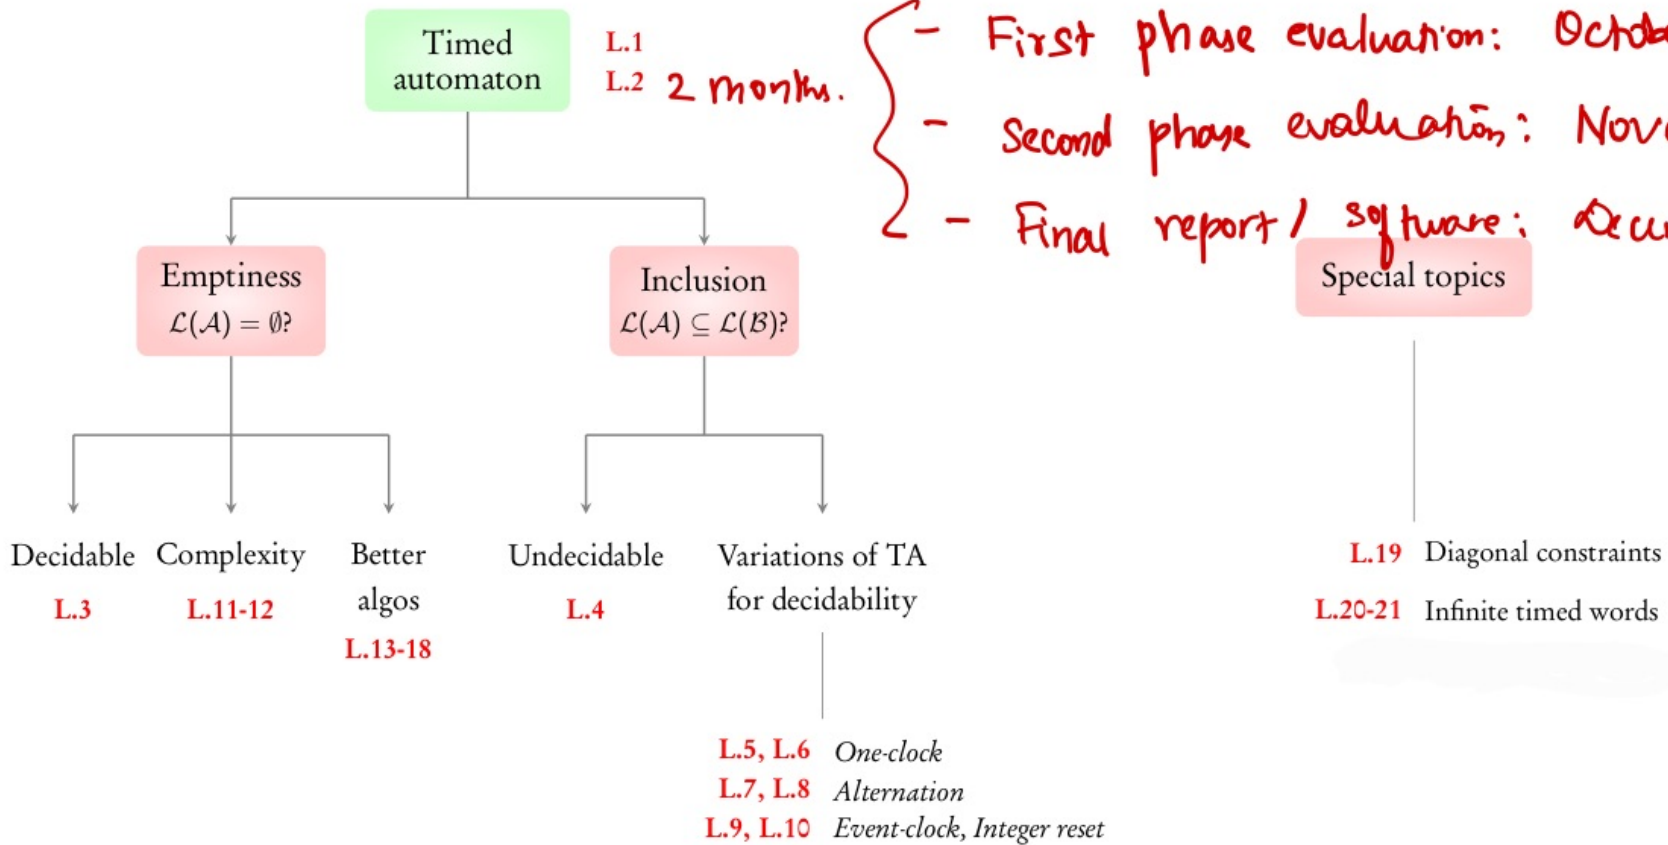 Timed
automaton
L.1
L.2
2 months.
- First phase evaluation:
- Second phase evaluation:
- Final report / software:
Emptiness
ℒ(𝒜) = ∅?
Inclusion
ℒ(𝒜) ⊆ ℒ(ℬ)?
Special topics
Decidable
L.3
Complexity
L.11-12
Better
algos
L.13-18
Undecidable
L.4
Variations of TA
for decidability
L.5, L.6 One-clock
L.7, L.8 Alternation
L.9, L.10 Event-clock, Integer reset
L.19 Diagonal constraints
L.20-21 Infinite timed words